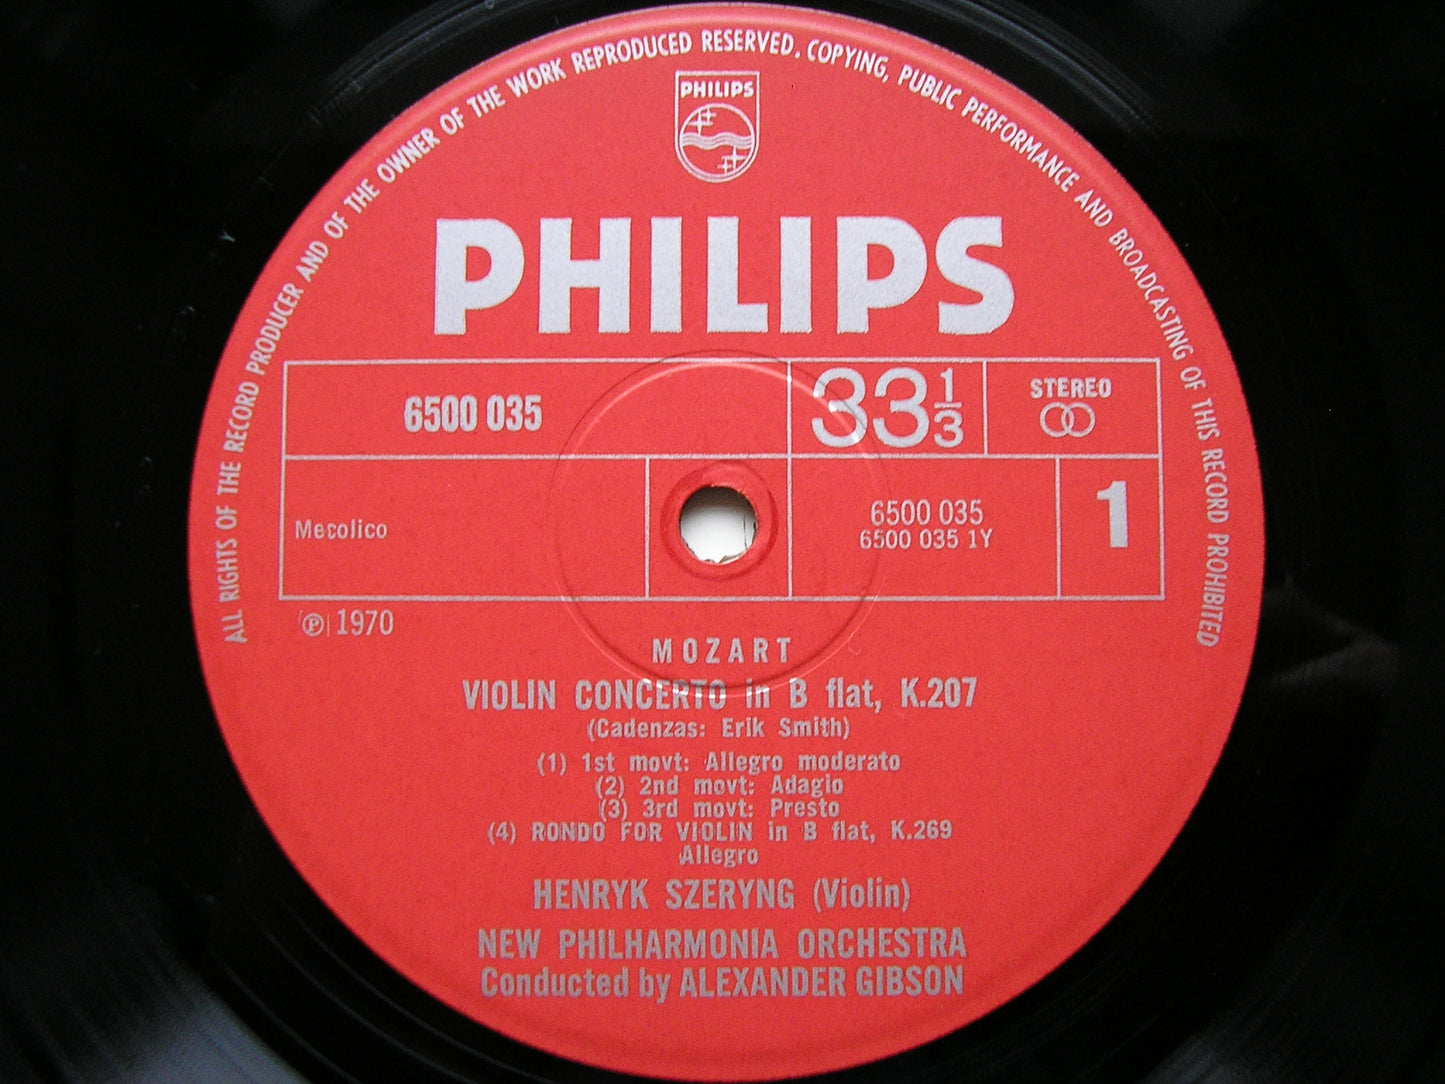 ALL RIGHTS OF THE RECORD PRODUCER AND OF THE OWNER OF THE WORK REPRODUCED RESERVED. COPYING, PUBLIC PERFORMANCE AND BROADCASTING OF THIS RECORD PROHIBITED
PHILIPS
PHILIPS
6500 035
33 1/3
STEREO
Mecolico
6500 035
6500 035 1Y
1
℗ 1970
MOZART
VIOLIN CONCERTO in B flat, K.207
(Cadenzas: Erik Smith)
(1) 1st movt: Allegro moderato
(2) 2nd movt: Adagio
(3) 3rd movt: Presto
(4) RONDO FOR VIOLIN in B flat, K.269
Allegro
HENRYK SZERYNG (Violin)
NEW PHILHARMONIA ORCHESTRA
Conducted by ALEXANDER GIBSON